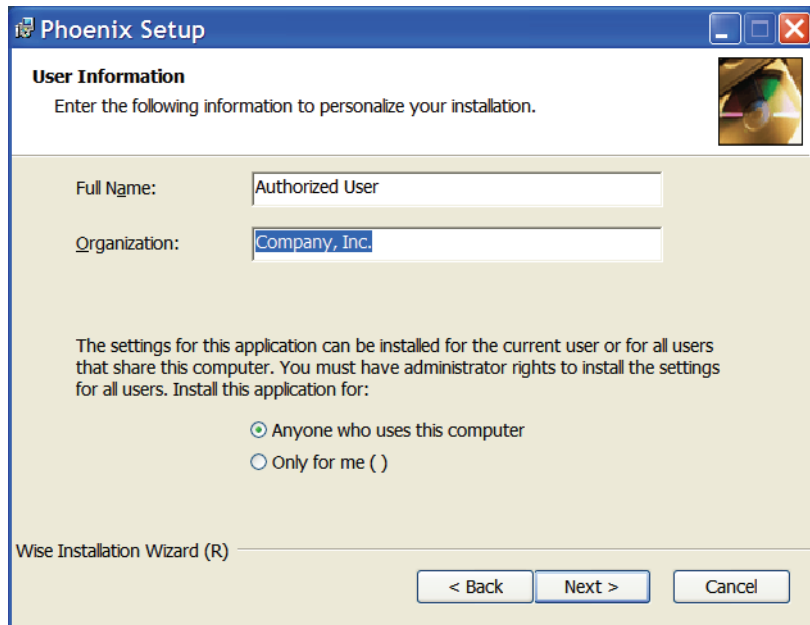 Phoenix Setup
User Information
Enter the following information to personalize your installation.
Full Name:
Authorized User
Organization:
Company, Inc.
The settings for this application can be installed for the current user or for all users
that share this computer. You must have administrator rights to install the settings
for all users. Install this application for:
Anyone who uses this computer
Only for me ( )
Wise Installation Wizard (R)
< Back
Next >
Cancel